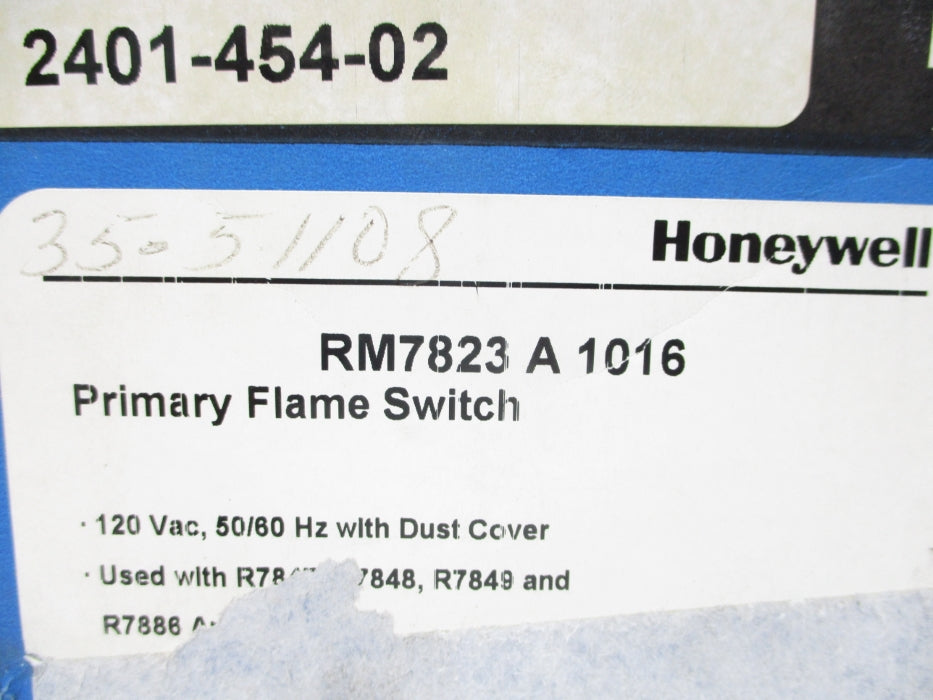 2401-454-02
35-51108
Honeywell
RM7823 A 1016
Primary Flame Switch
· 120 Vac, 50/60 Hz with Dust Cover
· Used with 7848, R7849 and
R7886